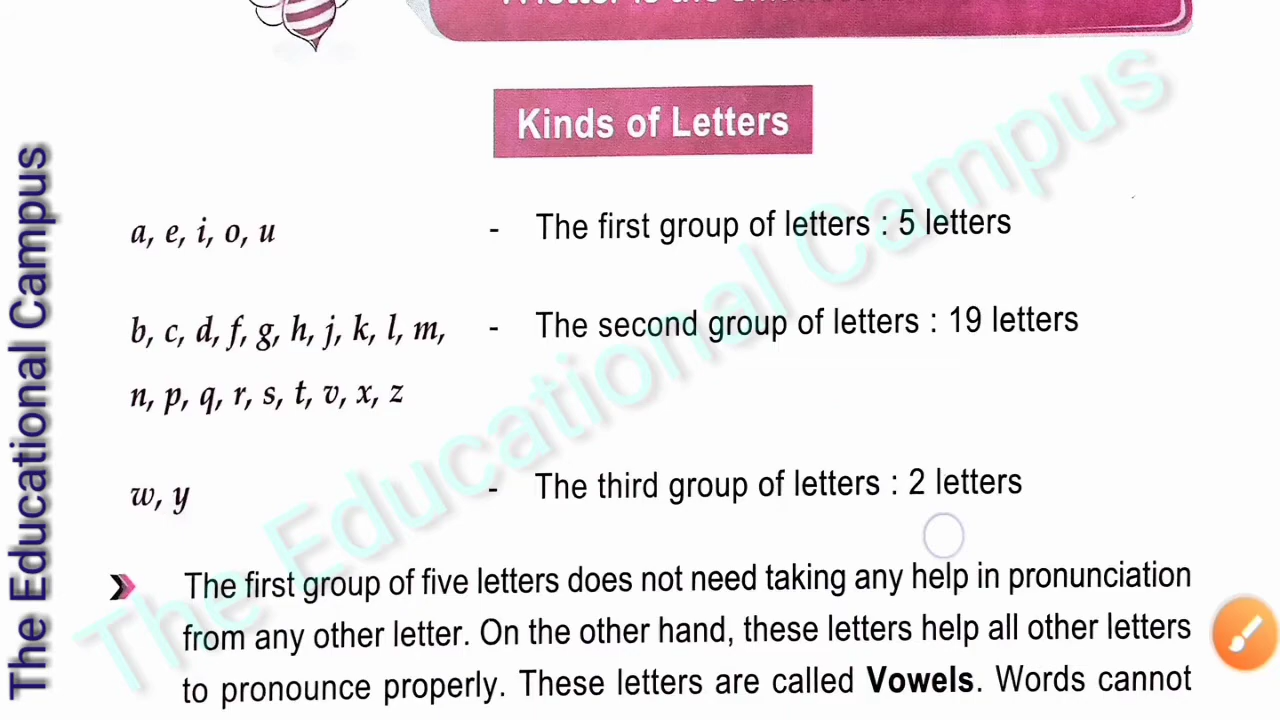 Kinds of Letters
a, e, i, o, u - The first group of letters : 5 letters
b, c, d, f, g, h, j, k, l, m, - The second group of letters : 19 letters
n, p, q, r, s, t, v, x, z
w, y - The third group of letters : 2 letters
The first group of five letters does not need taking any help in pronunciation
from any other letter. On the other hand, these letters help all other letters
to pronounce properly. These letters are called Vowels. Words cannot
The Educational Campus
The Educational Campus